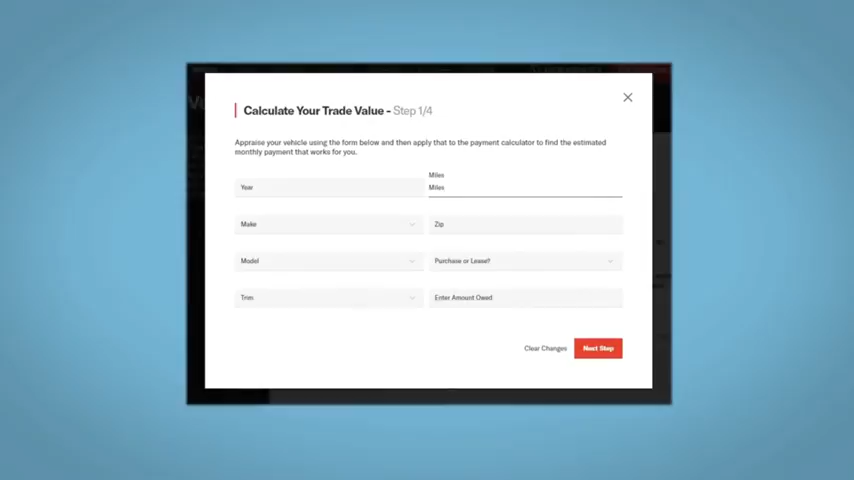 Calculate Your Trade Value - Step 1/4
Appraise your vehicle using the form below and then apply that to the payment calculator to find the estimated
monthly payment that works for you.
Miles
Year
Miles
Make
Zip
Model
Purchase or Lease?
Trim
Enter Amount Owed
Clear Changes
Next Step